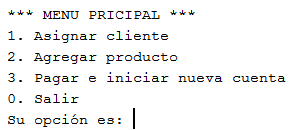 *** MENU PRICIPAL ***
1. Asignar cliente
2. Agregar producto
3. Pagar e iniciar nueva cuenta
0. Salir
Su opción es: